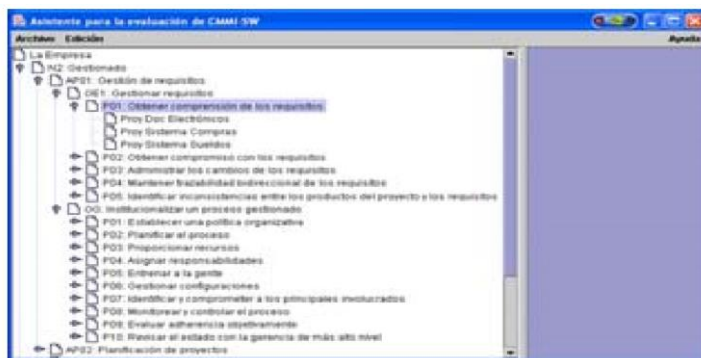 Asistente para la evaluación de CMMI-SW
Archivo Edición Ayuda
La Empresa
N2: Gestionado
AP01: Gestión de requisitos
OE1: Gestionar requisitos
P01: Obtener comprensión de los requisitos
Proy Doc Electrónicos
Proy Sistema Compras
Proy Sistema Sueldos
P02: Obtener compromiso con los requisitos
P03: Administrar los cambios de los requisitos
P04: Mantener trazabilidad bidireccional de los requisitos
P05: Identificar inconsistencias entre los productos del proyecto y los requisitos
OG: Institucionalizar un proceso gestionado
P01: Establecer una política organizativa
P02: Planificar el proceso
P03: Proporcionar recursos
P04: Asignar responsabilidades
P05: Entrenar a la gente
P06: Gestionar configuraciones
P07: Identificar y comprometer a los principales involucrados
P08: Monitorear y controlar el proceso
P09: Evaluar adherencia objetivamente
P10: Revisar el estado con la gerencia de más alto nivel
AP02: Planificación de proyectos